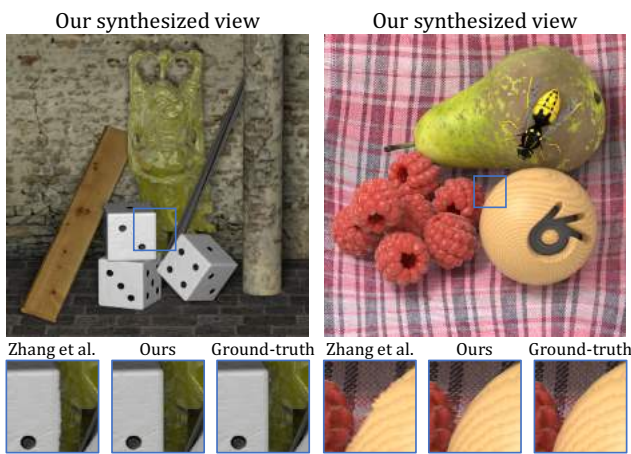 Our synthesized view
Our synthesized view
Zhang et al.
Ours
Ground-truth
Zhang et al.
Ours
Ground-truth